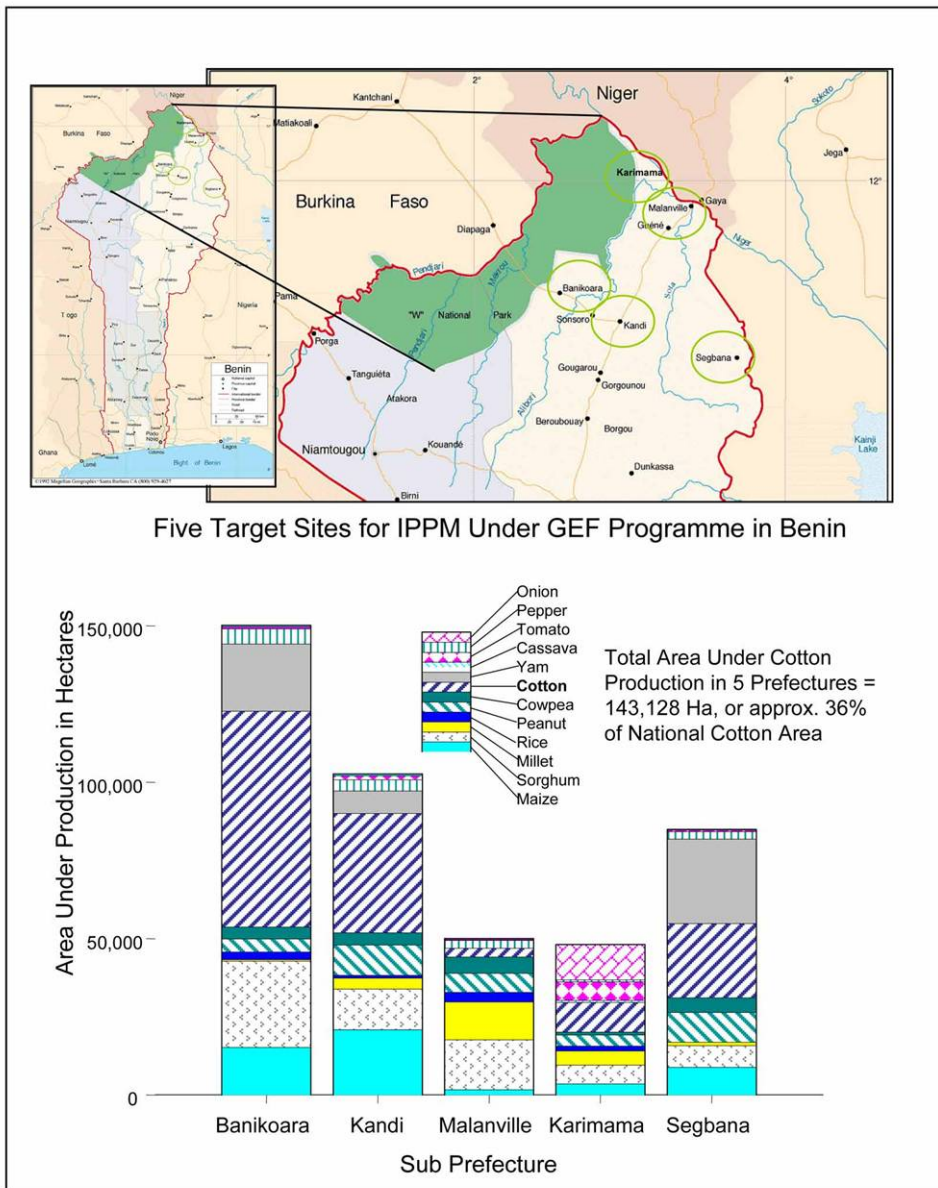 Niger
Burkina Faso
"W" National Park
Togo
Nigeria
Ghana
Lomé
Lagos
Bight of Benin
Benin
Niger
2°
4°
12°
Kantchani
Matiakoali
Burkina Faso
Diapaga
Karimama
Gaya
Malanville
Guéné
Sokoto
Jega
Niger
Pendjari
Mekrou
Banikoara
Sonsoro
Kandi
Sota
Segbana
Pama
Porga
"W" National Park
Pendjari
Tanguiéta
Atakora
Gougarou
Gorgounou
Alibori
Beroubouay
Borgou
Niamtougou
Kouandé
Dunkassa
Birni
Kainji
Lake
Five Target Sites for IPPM Under GEF Programme in Benin
Area Under Production in Hectares
150,000
100,000
50,000
0
Onion
Pepper
Tomato
Cassava
Yam
Cotton
Cowpea
Peanut
Rice
Millet
Sorghum
Maize
Total Area Under Cotton
Production in 5 Prefectures =
143,128 Ha, or approx. 36%
of National Cotton Area
Banikoara Kandi Malanville Karimama Segbana
Sub Prefecture